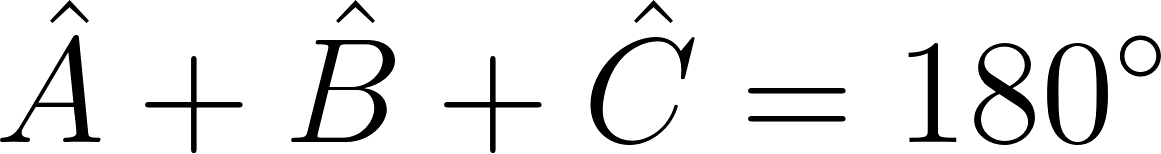 Â + B̂ + Ĉ = 180°